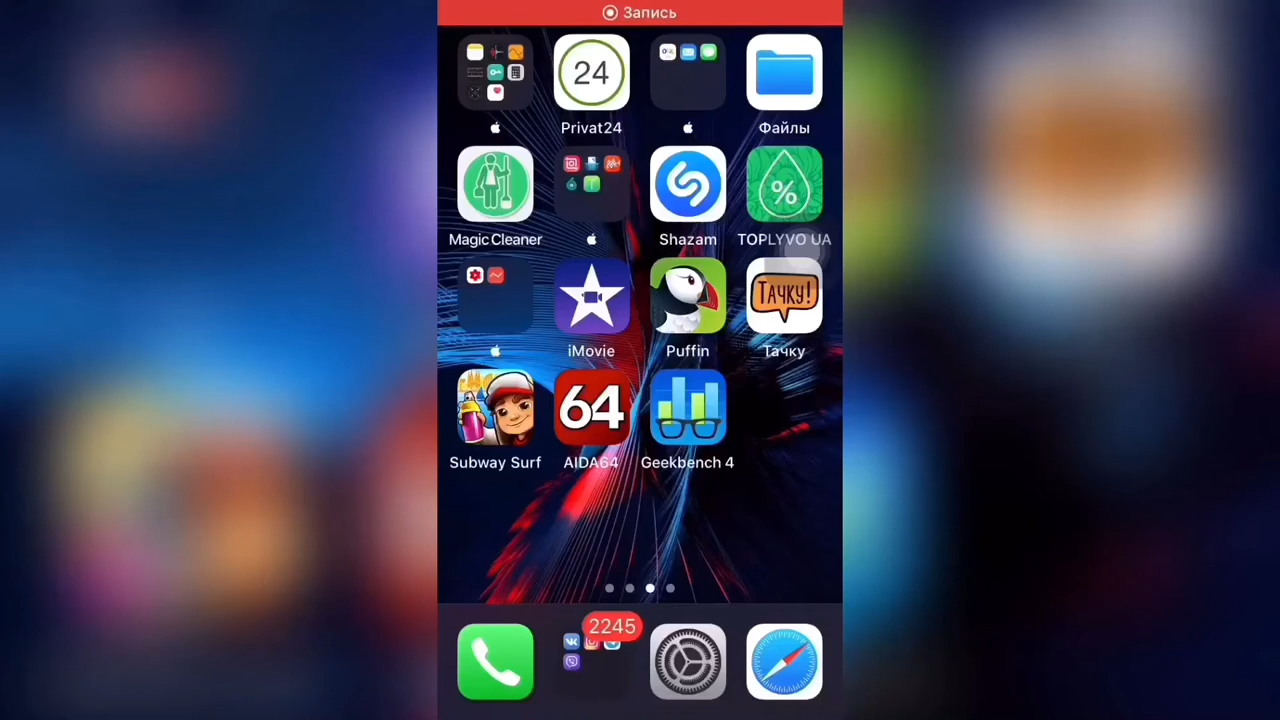 Запись
24
Privat24
Файлы
%
Magic Cleaner
Shazam
TOPLYVO UA
ТАЧКУ!
iMovie
Puffin
Тачку
64
Subway Surf
AIDA64
Geekbench 4
2245